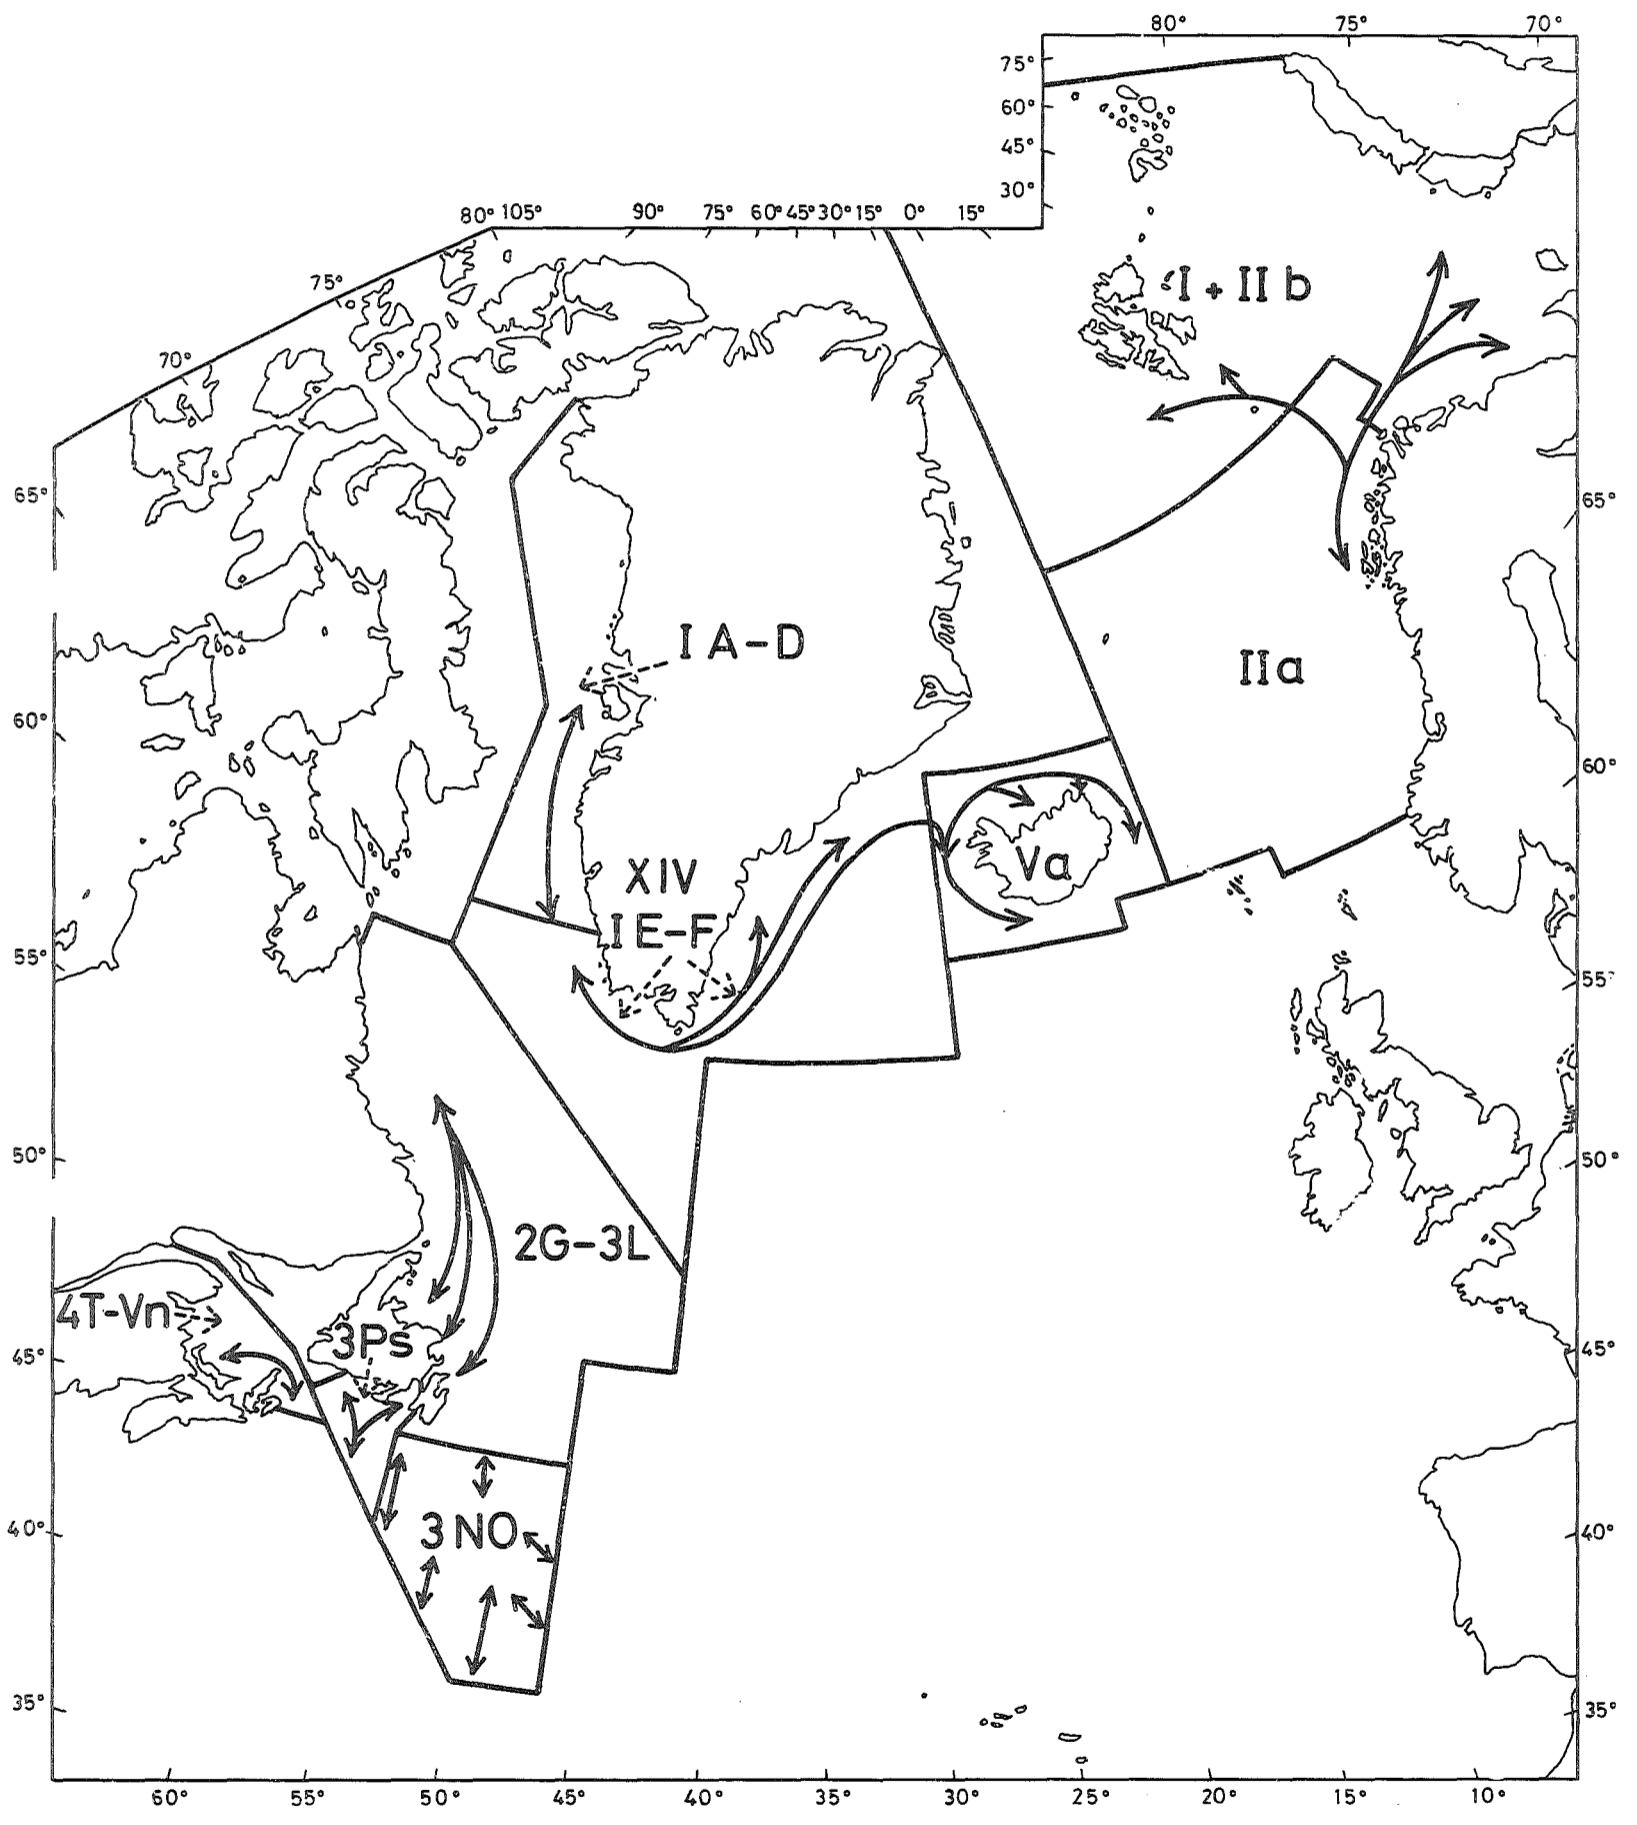 80° 75° 70°
75°
60°
45°
30°
80° 105° 90° 75° 60° 45° 30° 15° 0° 15°
75°
I + II b
70°
65° 65°
I A–D
IIa
60° 60°
XIV
Va
I E–F
55° 55°
50° 50°
2G–3L
4T–Vn
3Ps
45° 45°
3 NO
40° 40°
35° 35°
60° 55° 50° 45° 40° 35° 30° 25° 20° 15° 10°